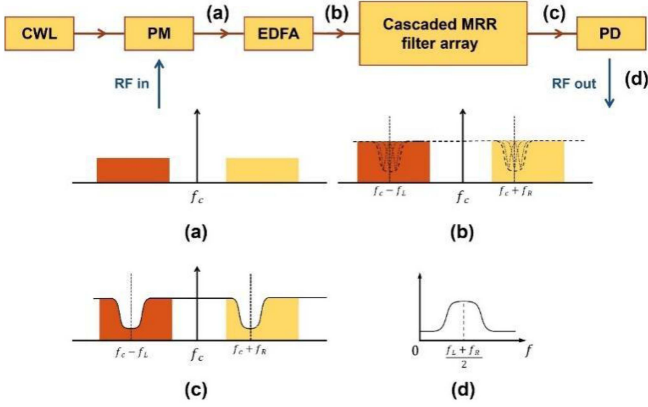 (a) (b) (c)
CWL PM EDFA Cascaded MRR filter array PD
RF in RF out (d)
f_c
(a)
f_c − f_L f_c f_c + f_R
(b)
f_c − f_L f_c f_c + f_R
(c)
0 f_L + f_R / 2 f
(d)